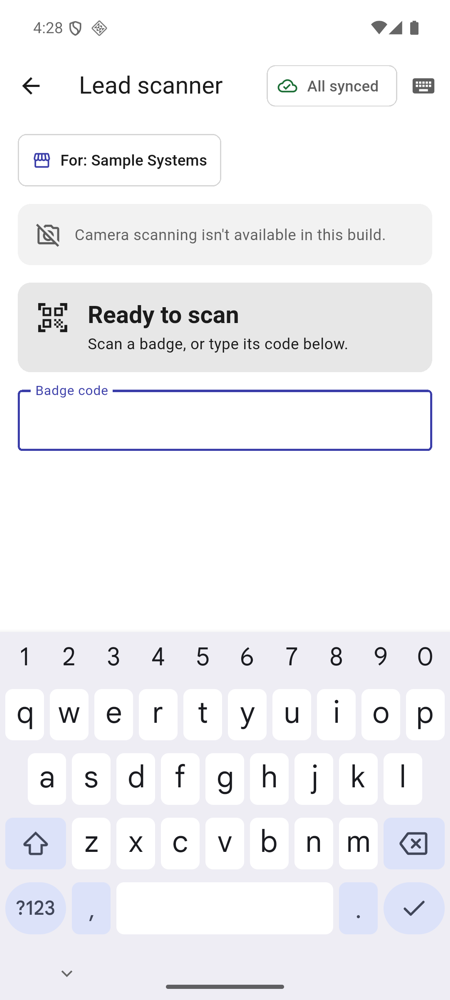 4:28
Lead scanner
All synced
For: Sample Systems
Camera scanning isn't available in this build.
Ready to scan
Scan a badge, or type its code below.
Badge code
1 2 3 4 5 6 7 8 9 0
q w e r t y u i o p
a s d f g h j k l
z x c v b n m
?123 , .